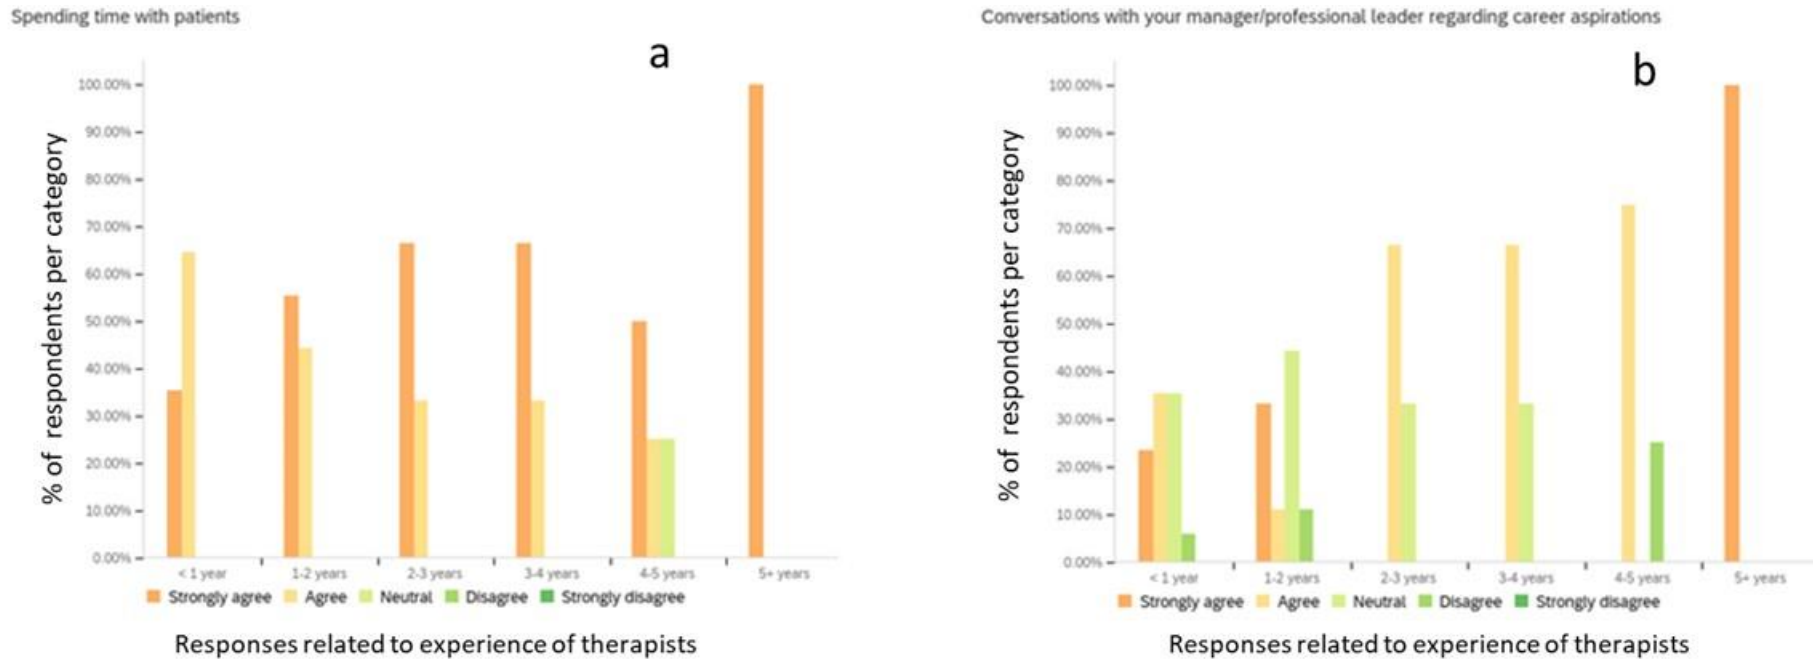 Spending time with patients
a
% of respondents per category
100.00%
90.00%
80.00%
70.00%
60.00%
50.00%
40.00%
30.00%
20.00%
10.00%
0.00%
< 1 year 1-2 years 2-3 years 3-4 years 4-5 years 5+ years
Strongly agree Agree Neutral Disagree Strongly disagree
Responses related to experience of therapists
Conversations with your manager/professional leader regarding career aspirations
b
% of respondents per category
100.00%
90.00%
80.00%
70.00%
60.00%
50.00%
40.00%
30.00%
20.00%
10.00%
0.00%
< 1 year 1-2 years 2-3 years 3-4 years 4-5 years 5+ years
Strongly agree Agree Neutral Disagree Strongly disagree
Responses related to experience of therapists